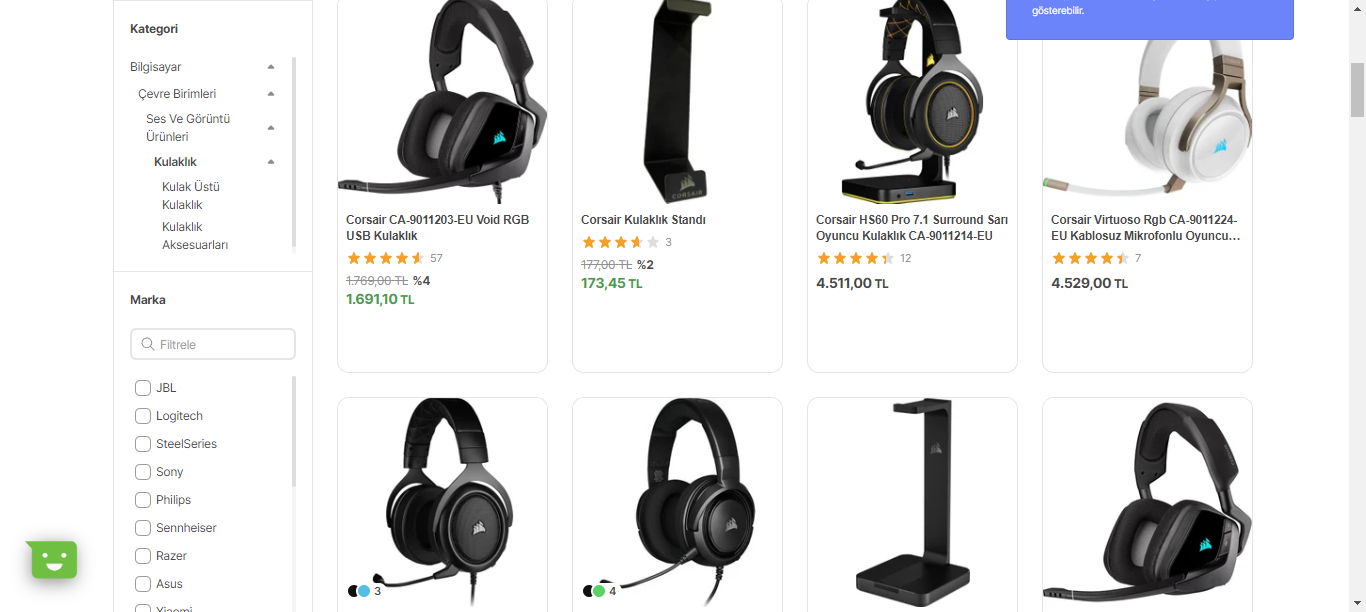 gösterebilir.
Kategori
Bilgisayar
Çevre Birimleri
Ses Ve Görüntü
Ürünleri
Kulaklık
Kulak Üstü
Kulaklık
Kulaklık
Aksesuarları
Marka
Filtrele
JBL
Logitech
SteelSeries
Sony
Philips
Sennheiser
Razer
Asus
Xiaomi
CORSAIR
Corsair CA-9011203-EU Void RGB
USB Kulaklık
57
1.769,00 TL %4
1.691,10 TL
Corsair Kulaklık Standı
3
177,00 TL %2
173,45 TL
Corsair HS60 Pro 7.1 Surround Sarı
Oyuncu Kulaklık CA-9011214-EU
12
4.511,00 TL
Corsair Virtuoso Rgb CA-9011224-
EU Kablosuz Mikrofonlu Oyuncu...
7
4.529,00 TL
3
4